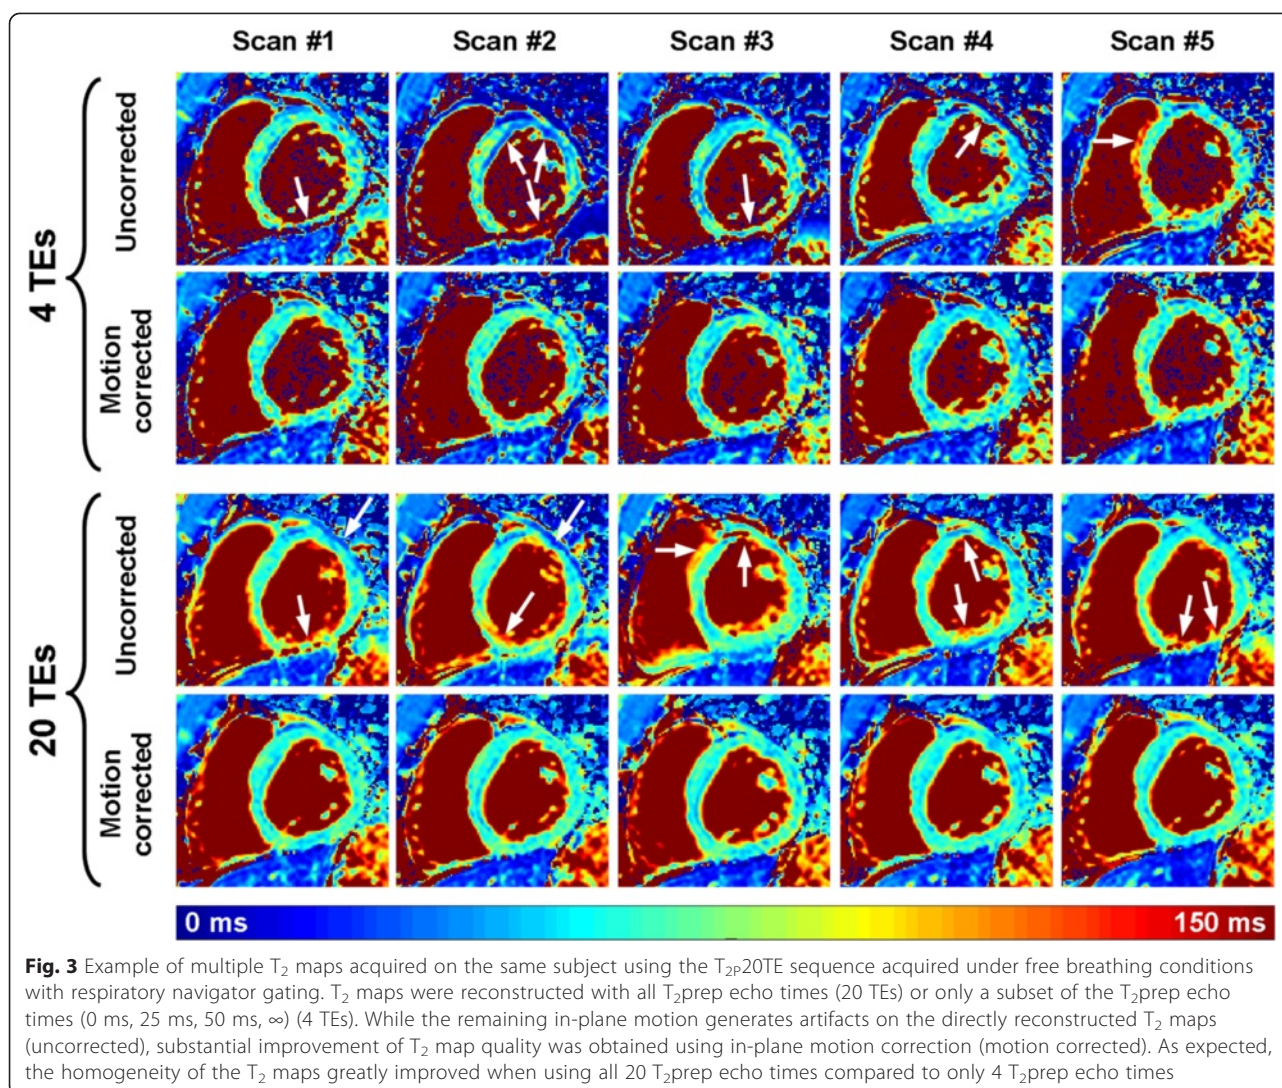 Scan #1 Scan #2 Scan #3 Scan #4 Scan #5
4 TEs
Uncorrected
Motion
corrected
20 TEs
Uncorrected
Motion
corrected
0 ms 150 ms
Fig. 3 Example of multiple T₂ maps acquired on the same subject using the T₂ₚ20TE sequence acquired under free breathing conditions
with respiratory navigator gating. T₂ maps were reconstructed with all T₂prep echo times (20 TEs) or only a subset of the T₂prep echo
times (0 ms, 25 ms, 50 ms, ∞) (4 TEs). While the remaining in-plane motion generates artifacts on the directly reconstructed T₂ maps
(uncorrected), substantial improvement of T₂ map quality was obtained using in-plane motion correction (motion corrected). As expected,
the homogeneity of the T₂ maps greatly improved when using all 20 T₂prep echo times compared to only 4 T₂prep echo times